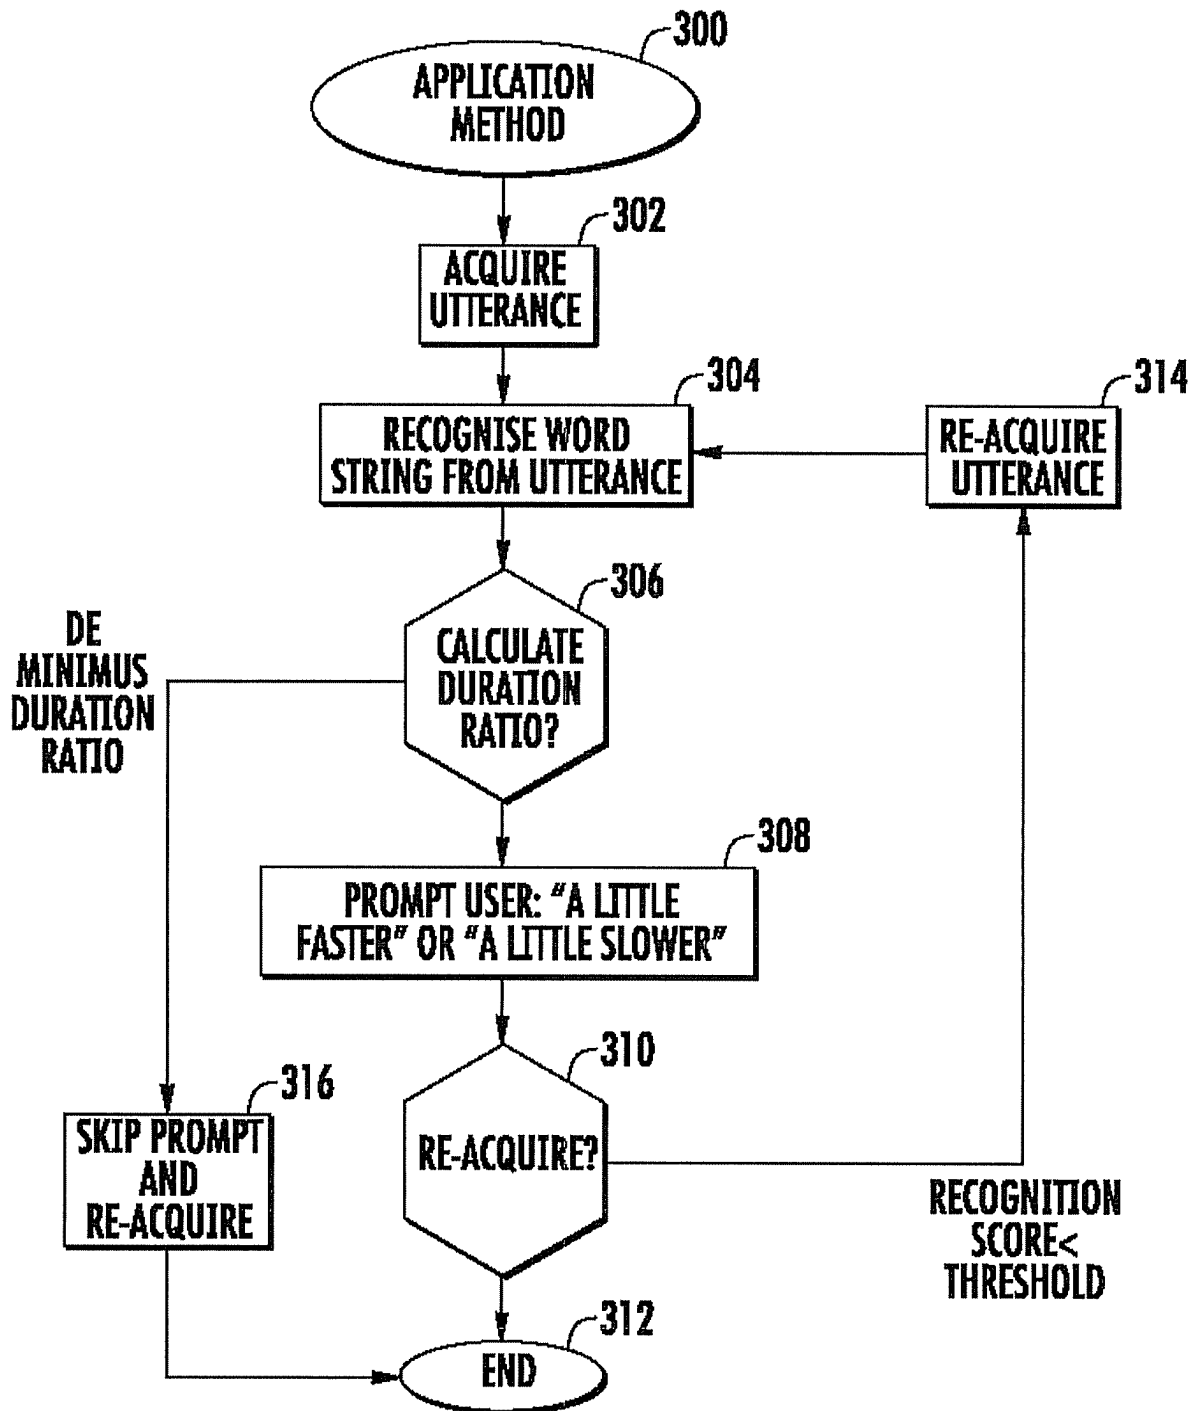 300
APPLICATION
METHOD
302
ACQUIRE
UTTERANCE
304
RECOGNISE WORD
STRING FROM UTTERANCE
314
RE-ACQUIRE
UTTERANCE
306
CALCULATE
DURATION
RATIO?
DE
MINIMUS
DURATION
RATIO
308
PROMPT USER: "A LITTLE
FASTER" OR "A LITTLE SLOWER"
310
RE-ACQUIRE?
316
SKIP PROMPT
AND
RE-ACQUIRE
RECOGNITION
SCORE<
THRESHOLD
312
END